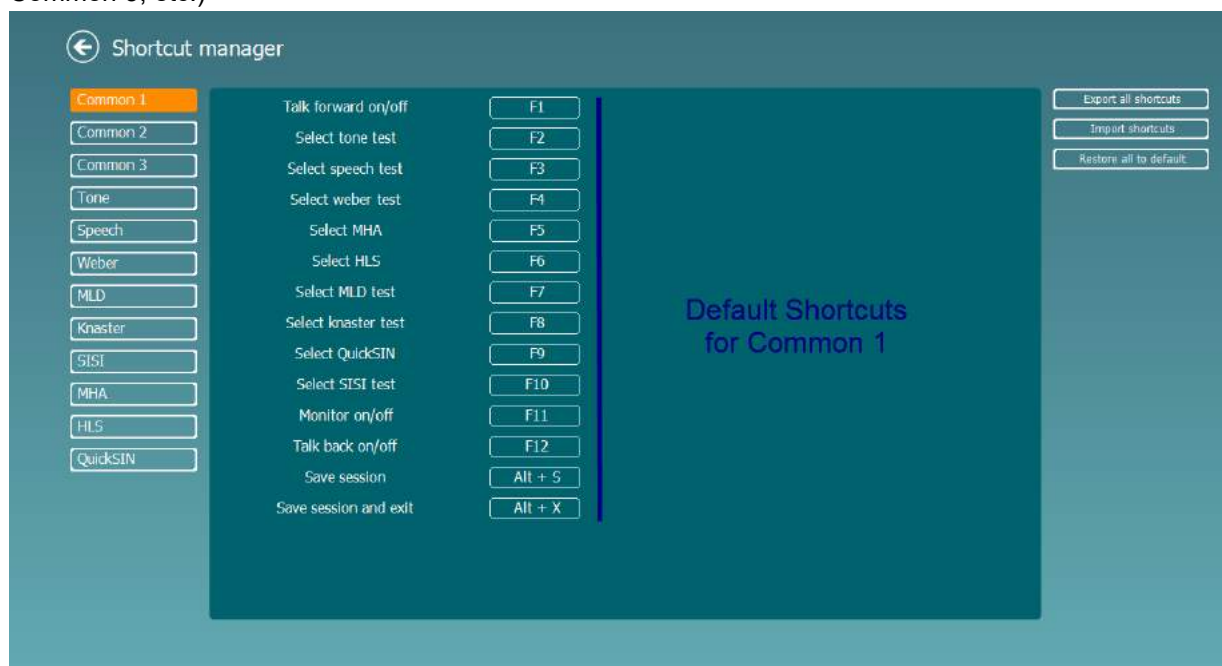 Common 3, etc.)
Shortcut manager
Common 1
Common 2
Common 3
Tone
Speech
Weber
MLD
Knaster
SISI
MHA
HLS
QuickSIN
Talk forward on/off F1
Select tone test F2
Select speech test F3
Select weber test F4
Select MHA F5
Select HLS F6
Select MLD test F7
Select knaster test F8
Select QuickSIN F9
Select SISI test F10
Monitor on/off F11
Talk back on/off F12
Save session Alt + S
Save session and exit Alt + X
Default Shortcuts
for Common 1
Export all shortcuts
Import shortcuts
Restore all to default